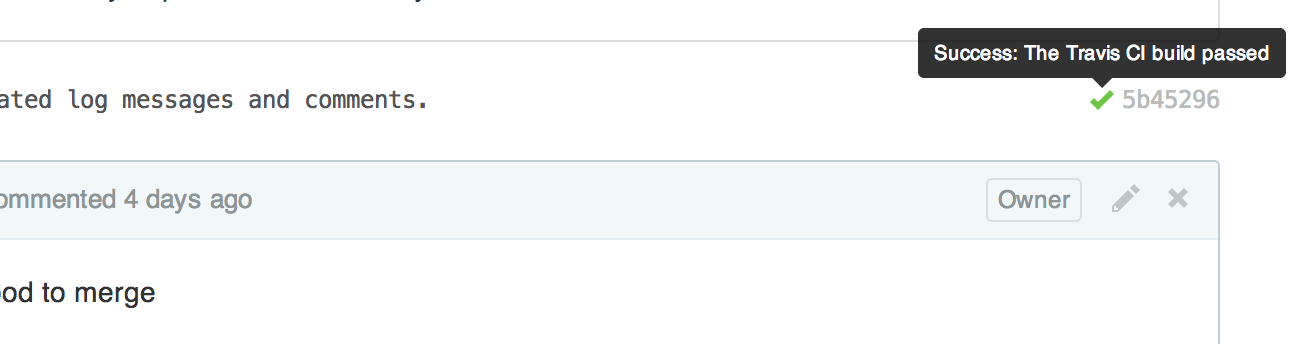 Success: The Travis CI build passed
ated log messages and comments. 5b45296
ommented 4 days ago Owner
ood to merge